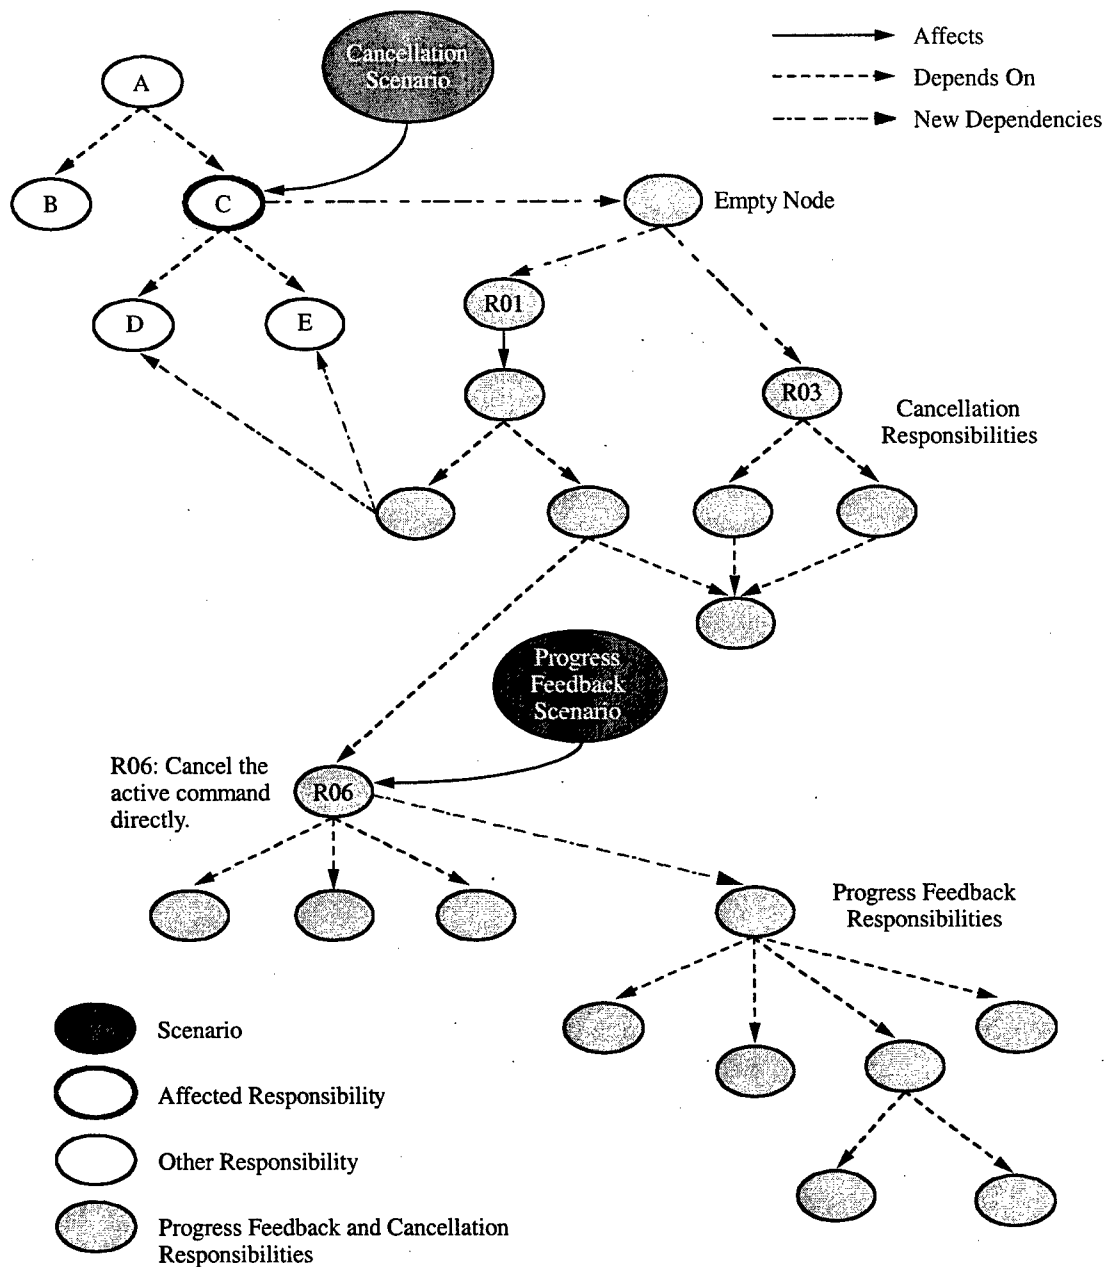 Cancellation
Scenario
Affects
Depends On
New Dependencies
A
B
C
Empty Node
D
E
R01
R03
Cancellation
Responsibilities
Progress
Feedback
Scenario
R06: Cancel the
active command
directly.
R06
Progress Feedback
Responsibilities
Scenario
Affected Responsibility
Other Responsibility
Progress Feedback and Cancellation
Responsibilities